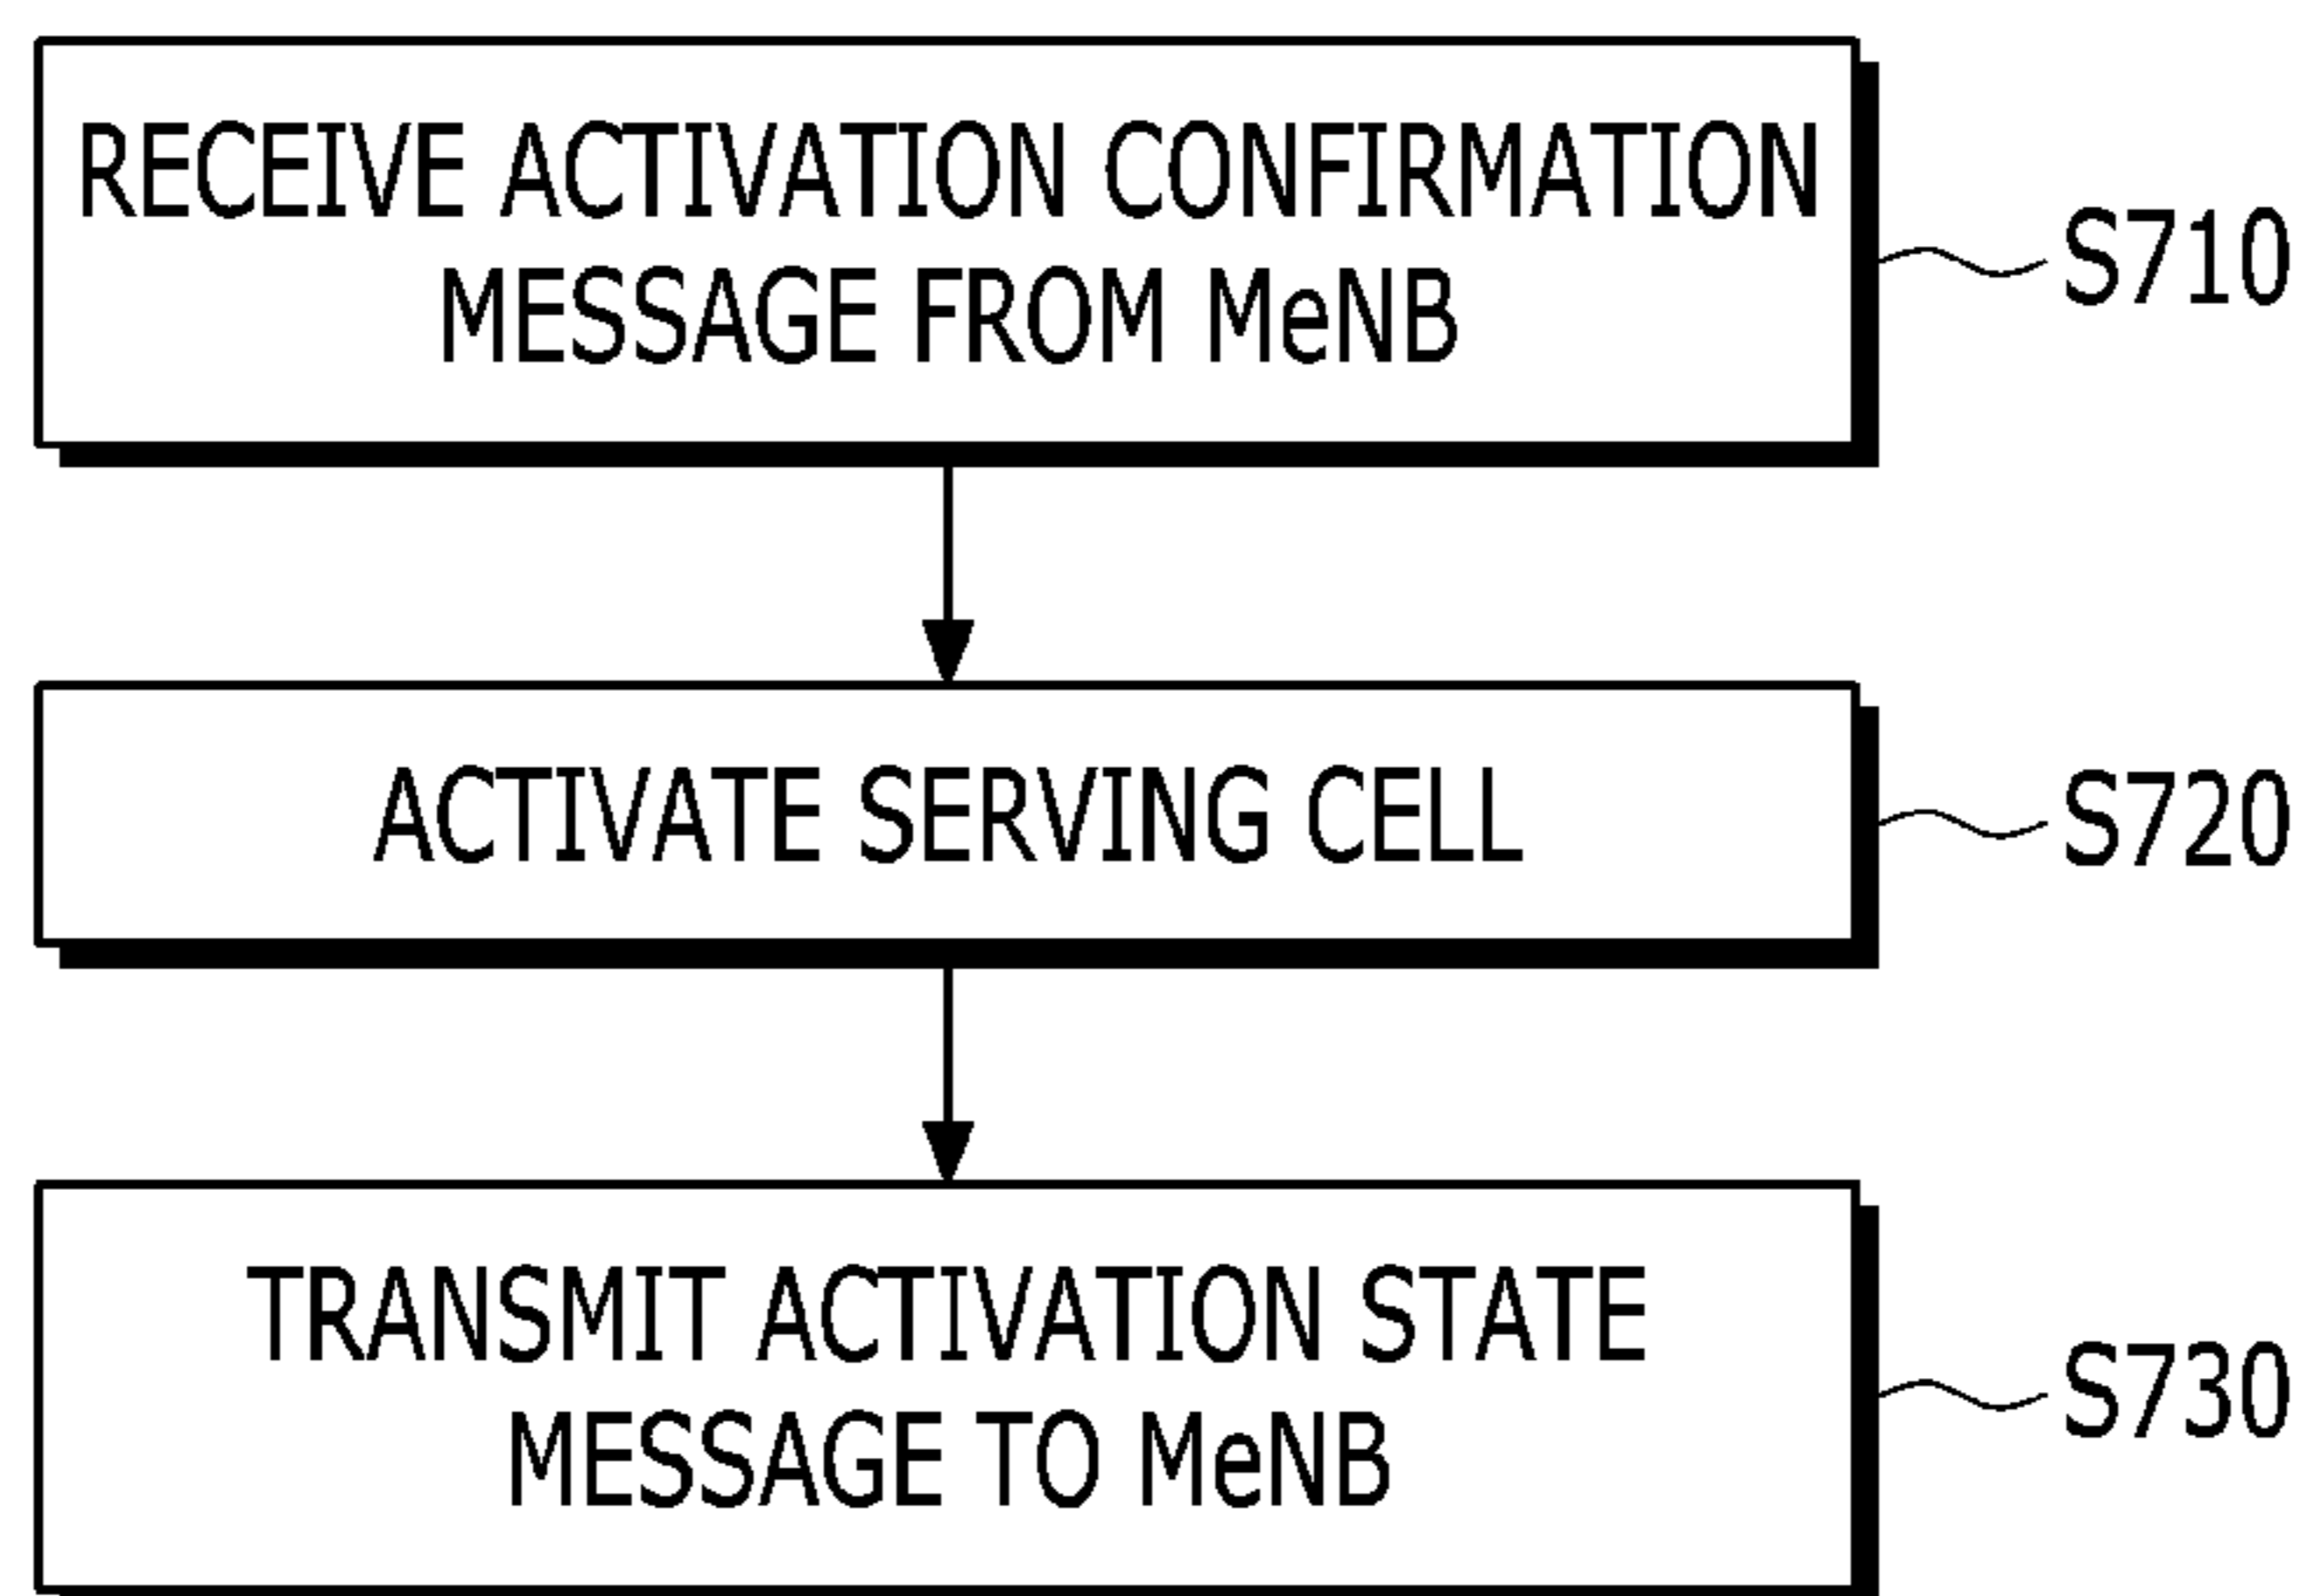 RECEIVE ACTIVATION CONFIRMATION
MESSAGE FROM MeNB
S710
ACTIVATE SERVING CELL
S720
TRANSMIT ACTIVATION STATE
MESSAGE TO MeNB
S730